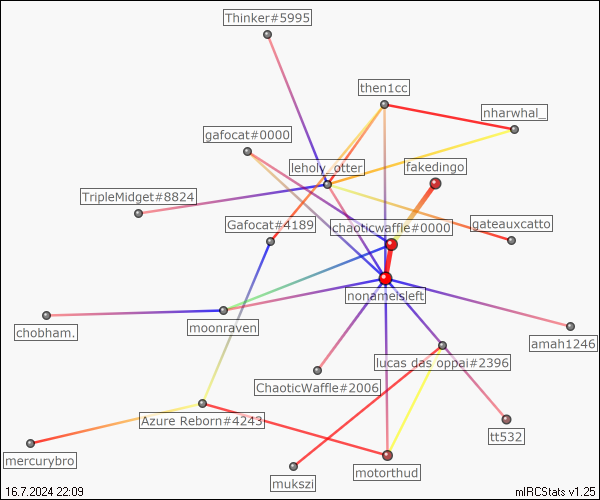 Thinker#5995
then1cc
nharwhal_
gafocat#0000
leholy_otter
fakedingo
TripleMidget#8824
Gafocat#4189
chaoticwaffle#0000
gateauxcatto
nonameisleft
chobham.
moonraven
amah1246
lucas das oppai#2396
ChaoticWaffle#2006
Azure Reborn#4243
tt532
mercurybro
motorthud
mukszi
16.7.2024 22:09
mIRCStats v1.25